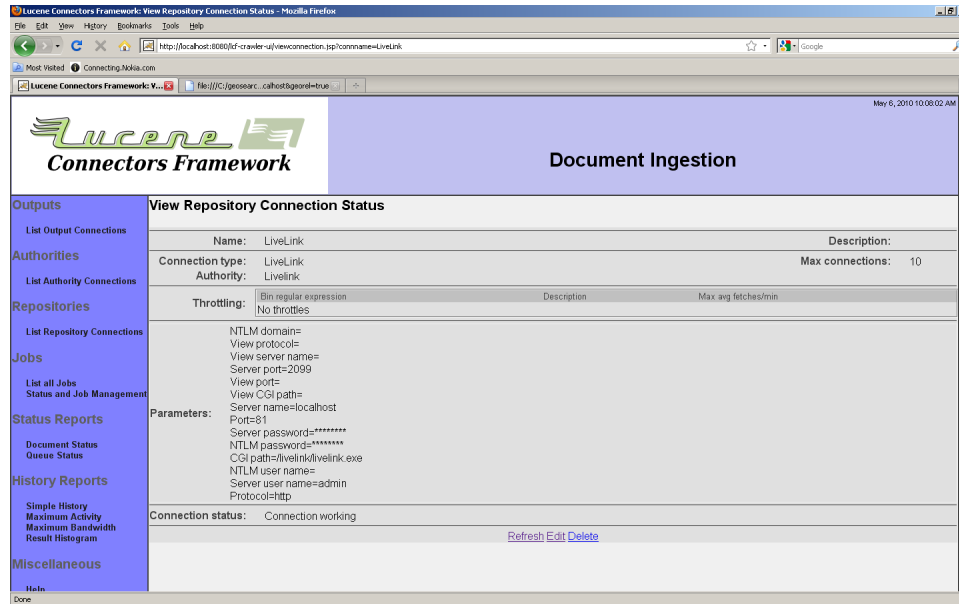 Lucene Connectors Framework: View Repository Connection Status - Mozilla Firefox
File Edit View History Bookmarks Tools Help
http://localhost:8080/lcf-crawler-ui/viewconnection.jsp?connname=LiveLink
Google
Most Visited Connecting.Nokia.com
Lucene Connectors Framework: V... file:///C:/geosearc...calhost&georel=true
May 6, 2010 10:08:02 AM
Lucene
Connectors Framework
Document Ingestion
Outputs
List Output Connections
Authorities
List Authority Connections
Repositories
List Repository Connections
Jobs
List all Jobs
Status and Job Management
Status Reports
Document Status
Queue Status
History Reports
Simple History
Maximum Activity
Maximum Bandwidth
Result Histogram
Miscellaneous
Help
View Repository Connection Status
Name: LiveLink Description:
Connection type: LiveLink Max connections: 10
Authority: Livelink
Throttling:
Bin regular expression Description Max avg fetches/min
No throttles
Parameters:
NTLM domain=
View protocol=
View server name=
Server port=2099
View port=
View CGI path=
Server name=localhost
Port=81
Server password=********
NTLM password=********
CGI path=/livelink/livelink.exe
NTLM user name=
Server user name=admin
Protocol=http
Connection status: Connection working
Refresh Edit Delete
Done